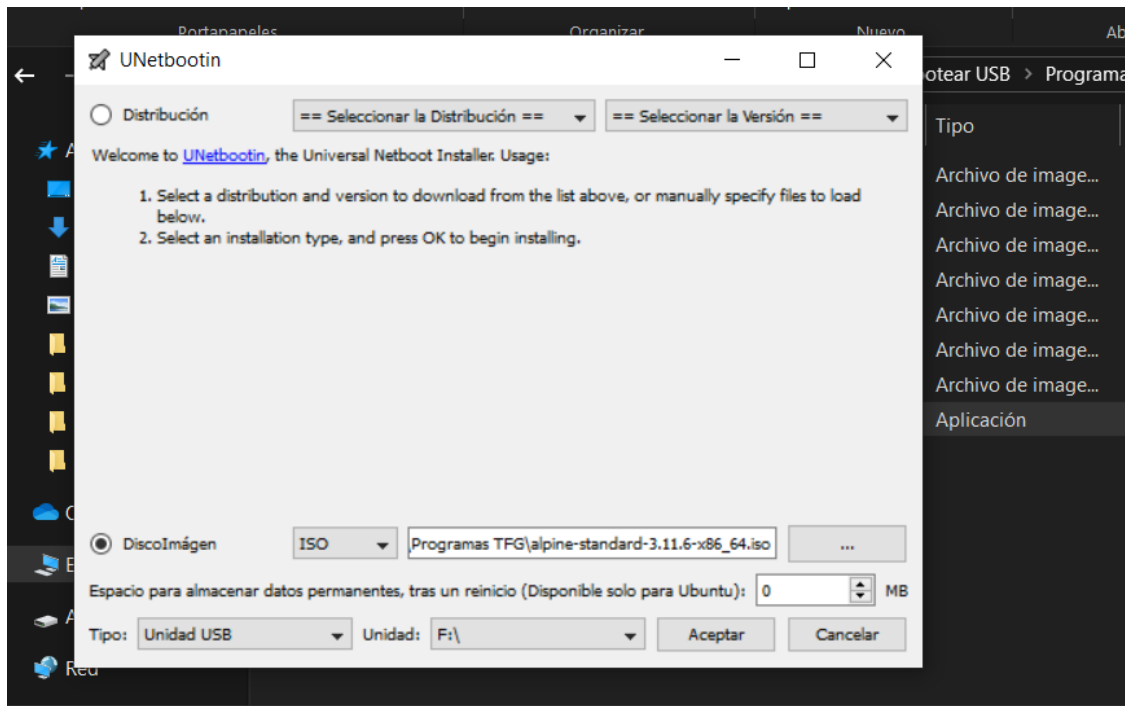 Portapapeles Organizar Nuevo Ab
UNetbootin
otear USB > Programa
Distribución == Seleccionar la Distribución == == Seleccionar la Versión ==
Tipo
Welcome to UNetbootin, the Universal Netboot Installer. Usage:
1. Select a distribution and version to download from the list above, or manually specify files to load
below.
2. Select an installation type, and press OK to begin installing.
Archivo de image...
Archivo de image...
Archivo de image...
Archivo de image...
Archivo de image...
Archivo de image...
Archivo de image...
Aplicación
DiscoImágen ISO Programas TFG\alpine-standard-3.11.6-x86_64.iso ...
Espacio para almacenar datos permanentes, tras un reinicio (Disponible solo para Ubuntu): 0 MB
Tipo: Unidad USB Unidad: F:\ Aceptar Cancelar
Red